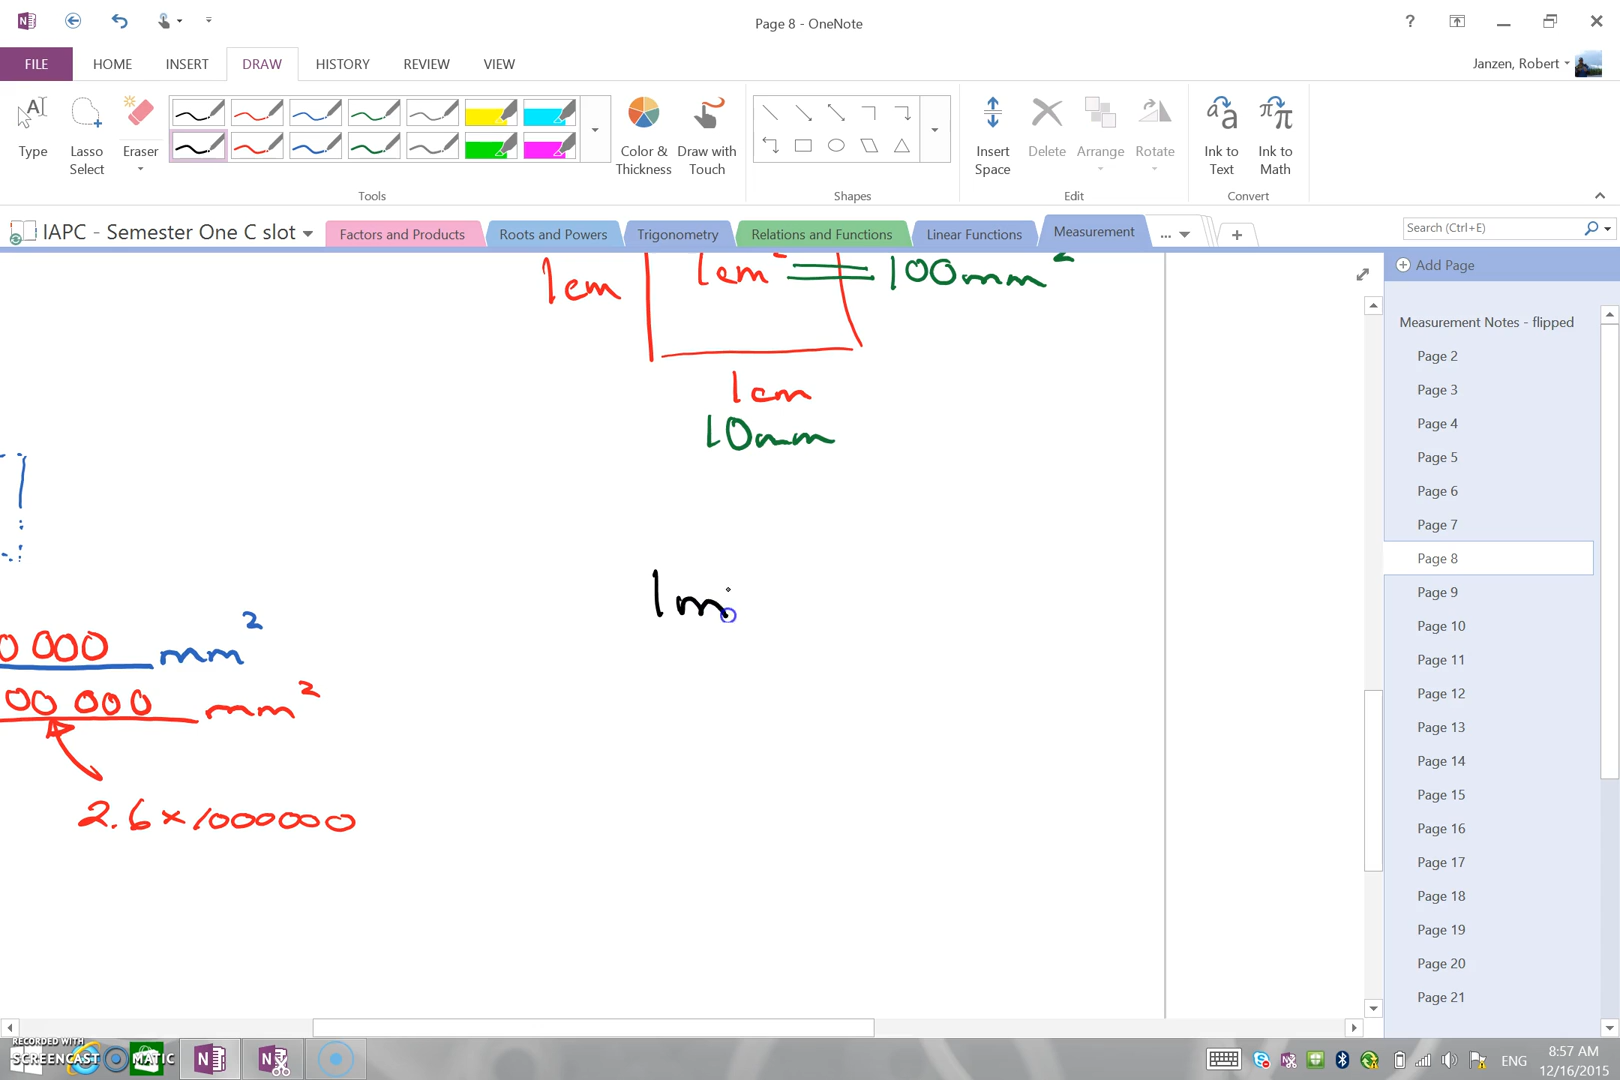 Page 8 - OneNote
FILE HOME INSERT DRAW HISTORY REVIEW VIEW
Janzen, Robert
Type
Lasso Select
Eraser
Color & Thickness
Draw with Touch
Insert Space
Delete
Arrange
Rotate
Ink to Text
Ink to Math
Tools
Shapes
Edit
Convert
IAPC - Semester One C slot
Factors and Products
Roots and Powers
Trigonometry
Relations and Functions
Linear Functions
Measurement
...
Search (Ctrl+E)
Add Page
Measurement Notes - flipped
Page 2
Page 3
Page 4
Page 5
Page 6
Page 7
Page 8
Page 9
Page 10
Page 11
Page 12
Page 13
Page 14
Page 15
Page 16
Page 17
Page 18
Page 19
Page 20
Page 21
1cm
1cm² = 100mm²
1cm
10mm
1m
0 000 mm²
00 000 mm²
2.6 × 1000000
RECORDED WITH
SCREENCAST MATIC
ENG
8:57 AM
12/16/2015